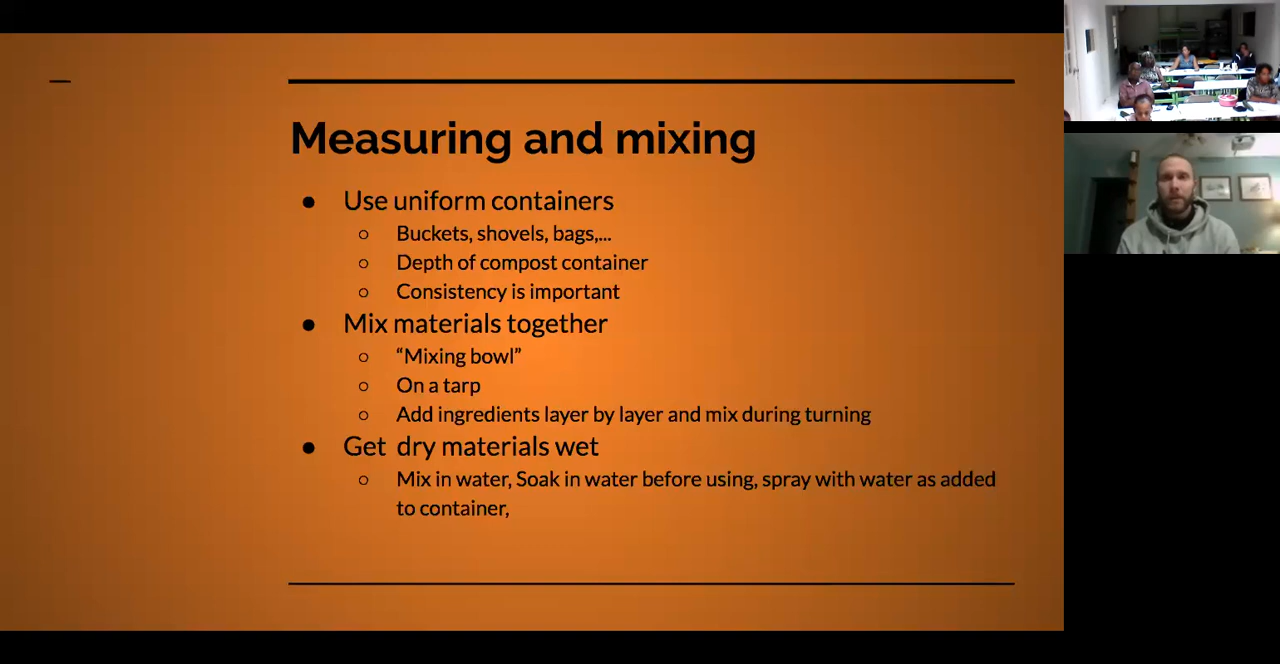 Measuring and mixing
● Use uniform containers
○ Buckets, shovels, bags,...
○ Depth of compost container
○ Consistency is important
● Mix materials together
○ “Mixing bowl”
○ On a tarp
○ Add ingredients layer by layer and mix during turning
● Get dry materials wet
○ Mix in water, Soak in water before using, spray with water as added
to container,